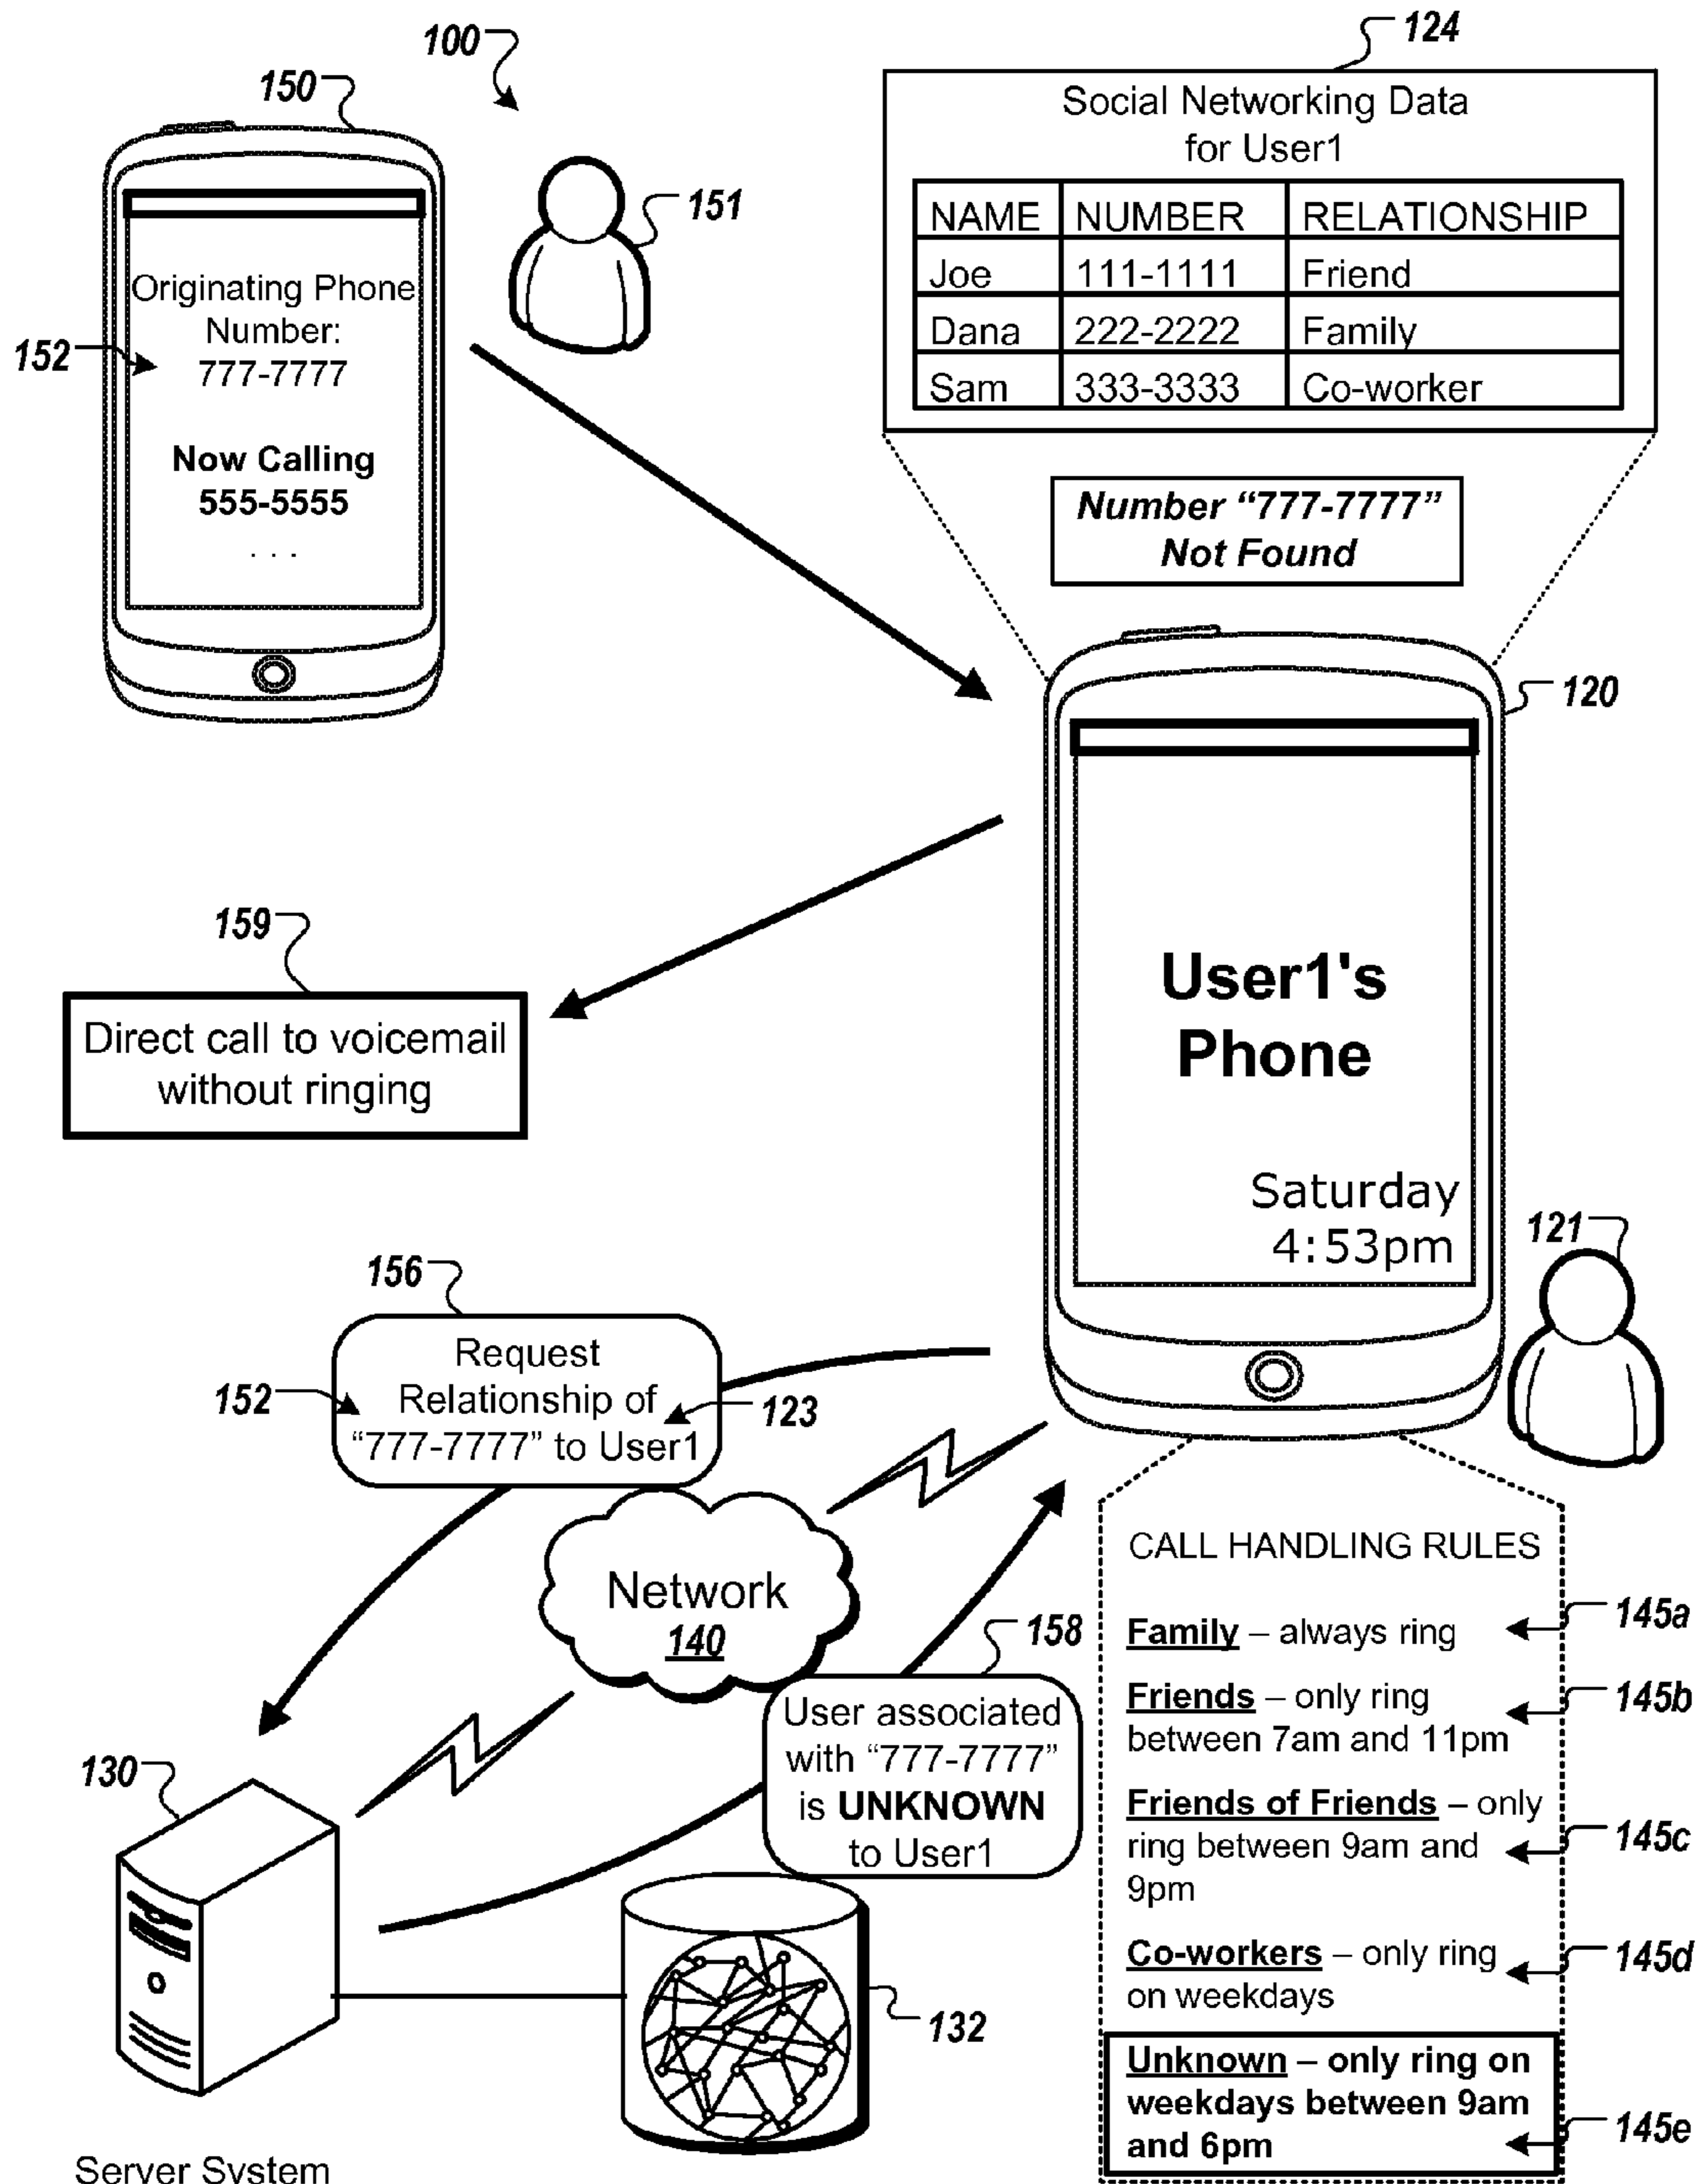 100
150
151
Originating Phone
Number:
777-7777
152
Now Calling
555-5555
. . .
124
Social Networking Data
for User1
NAME NUMBER RELATIONSHIP
Joe 111-1111 Friend
Dana 222-2222 Family
Sam 333-3333 Co-worker
Number “777-7777”
Not Found
120
User1's
Phone
Saturday
4:53pm
121
159
Direct call to voicemail
without ringing
156
Request
Relationship of
“777-7777” to User1
152
123
Network
140
158
User associated
with “777-7777”
is UNKNOWN
to User1
130
132
Server System
CALL HANDLING RULES
Family – always ring
145a
Friends – only ring
between 7am and 11pm
145b
Friends of Friends – only
ring between 9am and
9pm
145c
Co-workers – only ring
on weekdays
145d
Unknown – only ring on
weekdays between 9am
and 6pm
145e